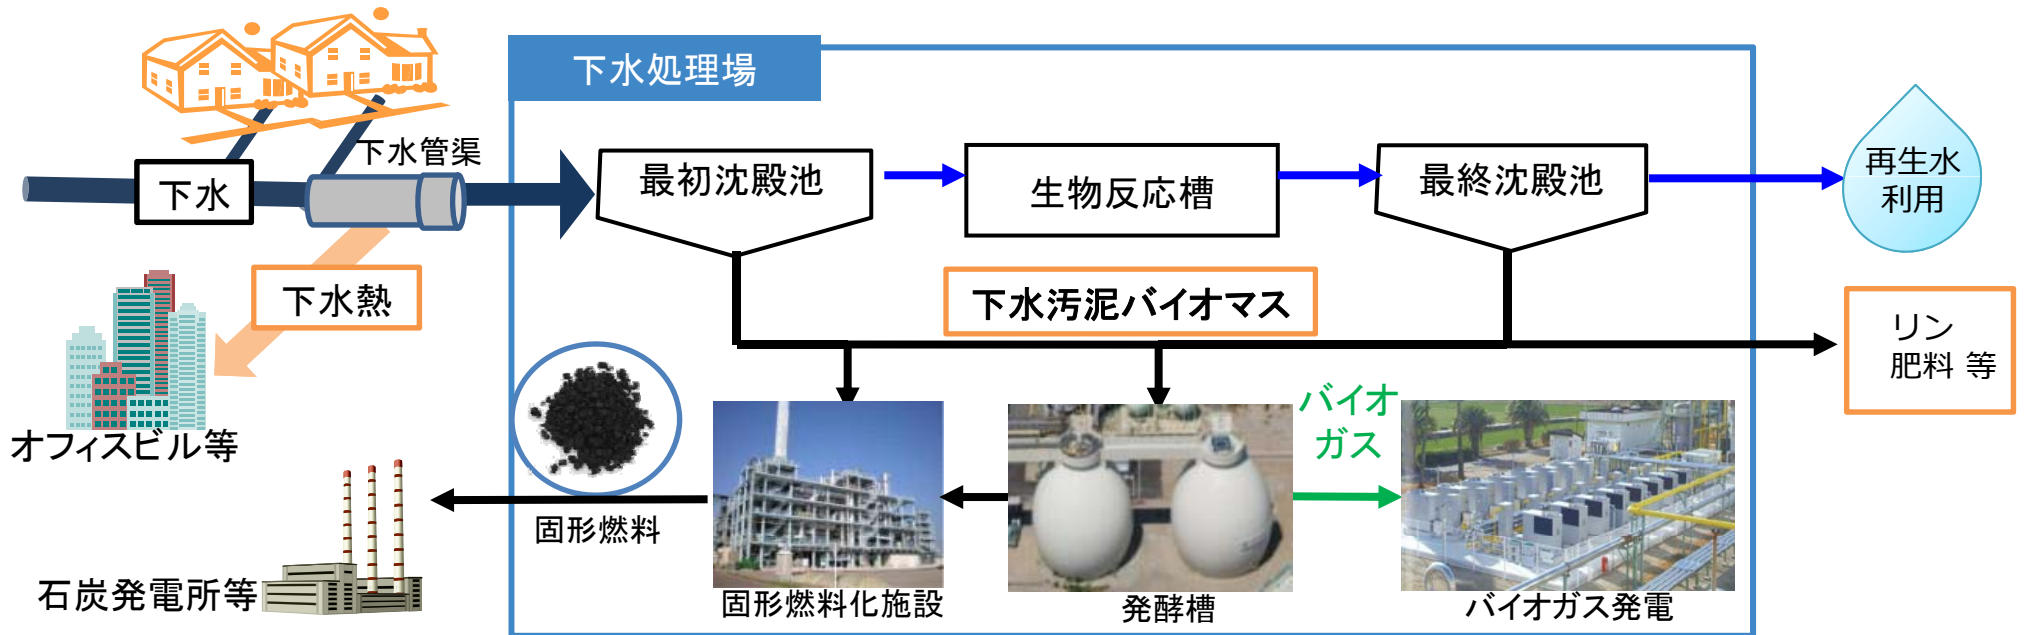 下水処理場
下水管渠
下水
最初沈殿池
生物反応槽
最終沈殿池
再生水
利用
下水熱
下水汚泥バイオマス
リン
肥料 等
オフィスビル等
バイオ
ガス
固形燃料
石炭発電所等
固形燃料化施設
発酵槽
バイオガス発電